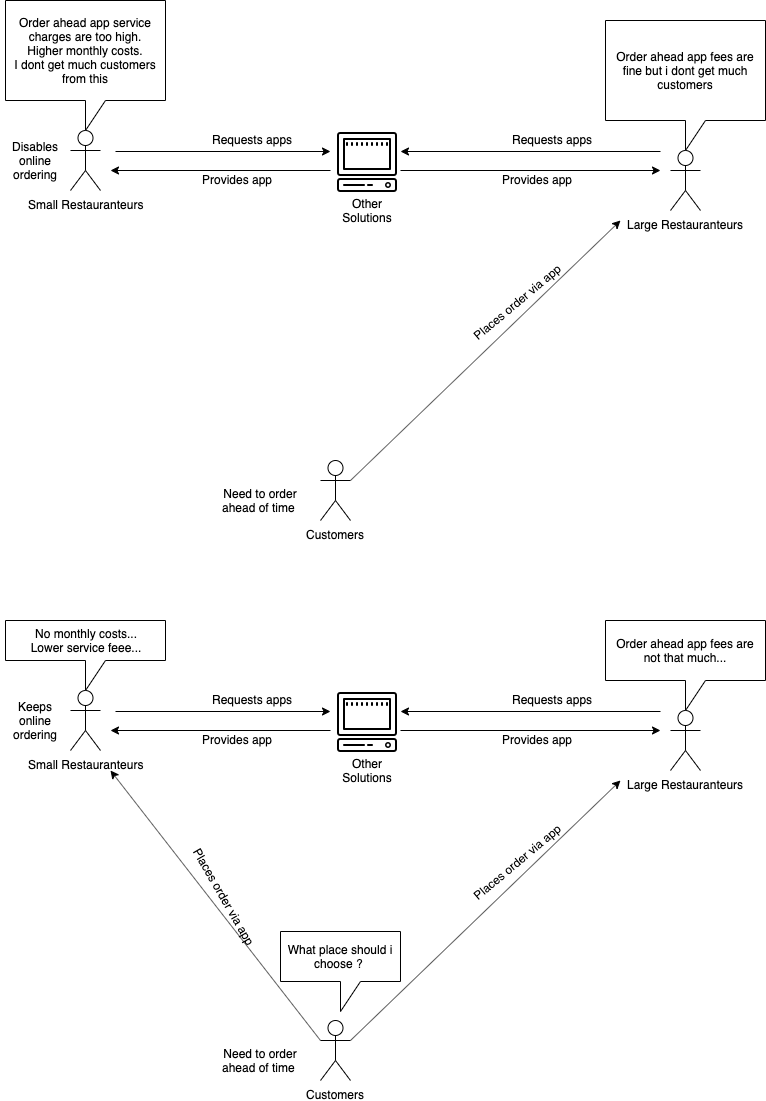 Order ahead app service
charges are too high.
Higher monthly costs.
I dont get much customers
from this
Order ahead app fees are
fine but i dont get much
customers
Disables
online
ordering
Requests apps
Provides app
Requests apps
Provides app
Small Restauranteurs
Other
Solutions
Large Restauranteurs
Places order via app
Need to order
ahead of time
Customers
No monthly costs...
Lower service feee...
Order ahead app fees are
not that much...
Keeps
online
ordering
Requests apps
Provides app
Requests apps
Provides app
Small Restauranteurs
Other
Solutions
Large Restauranteurs
Places order via app
Places order via app
What place should i
choose ?
Need to order
ahead of time
Customers